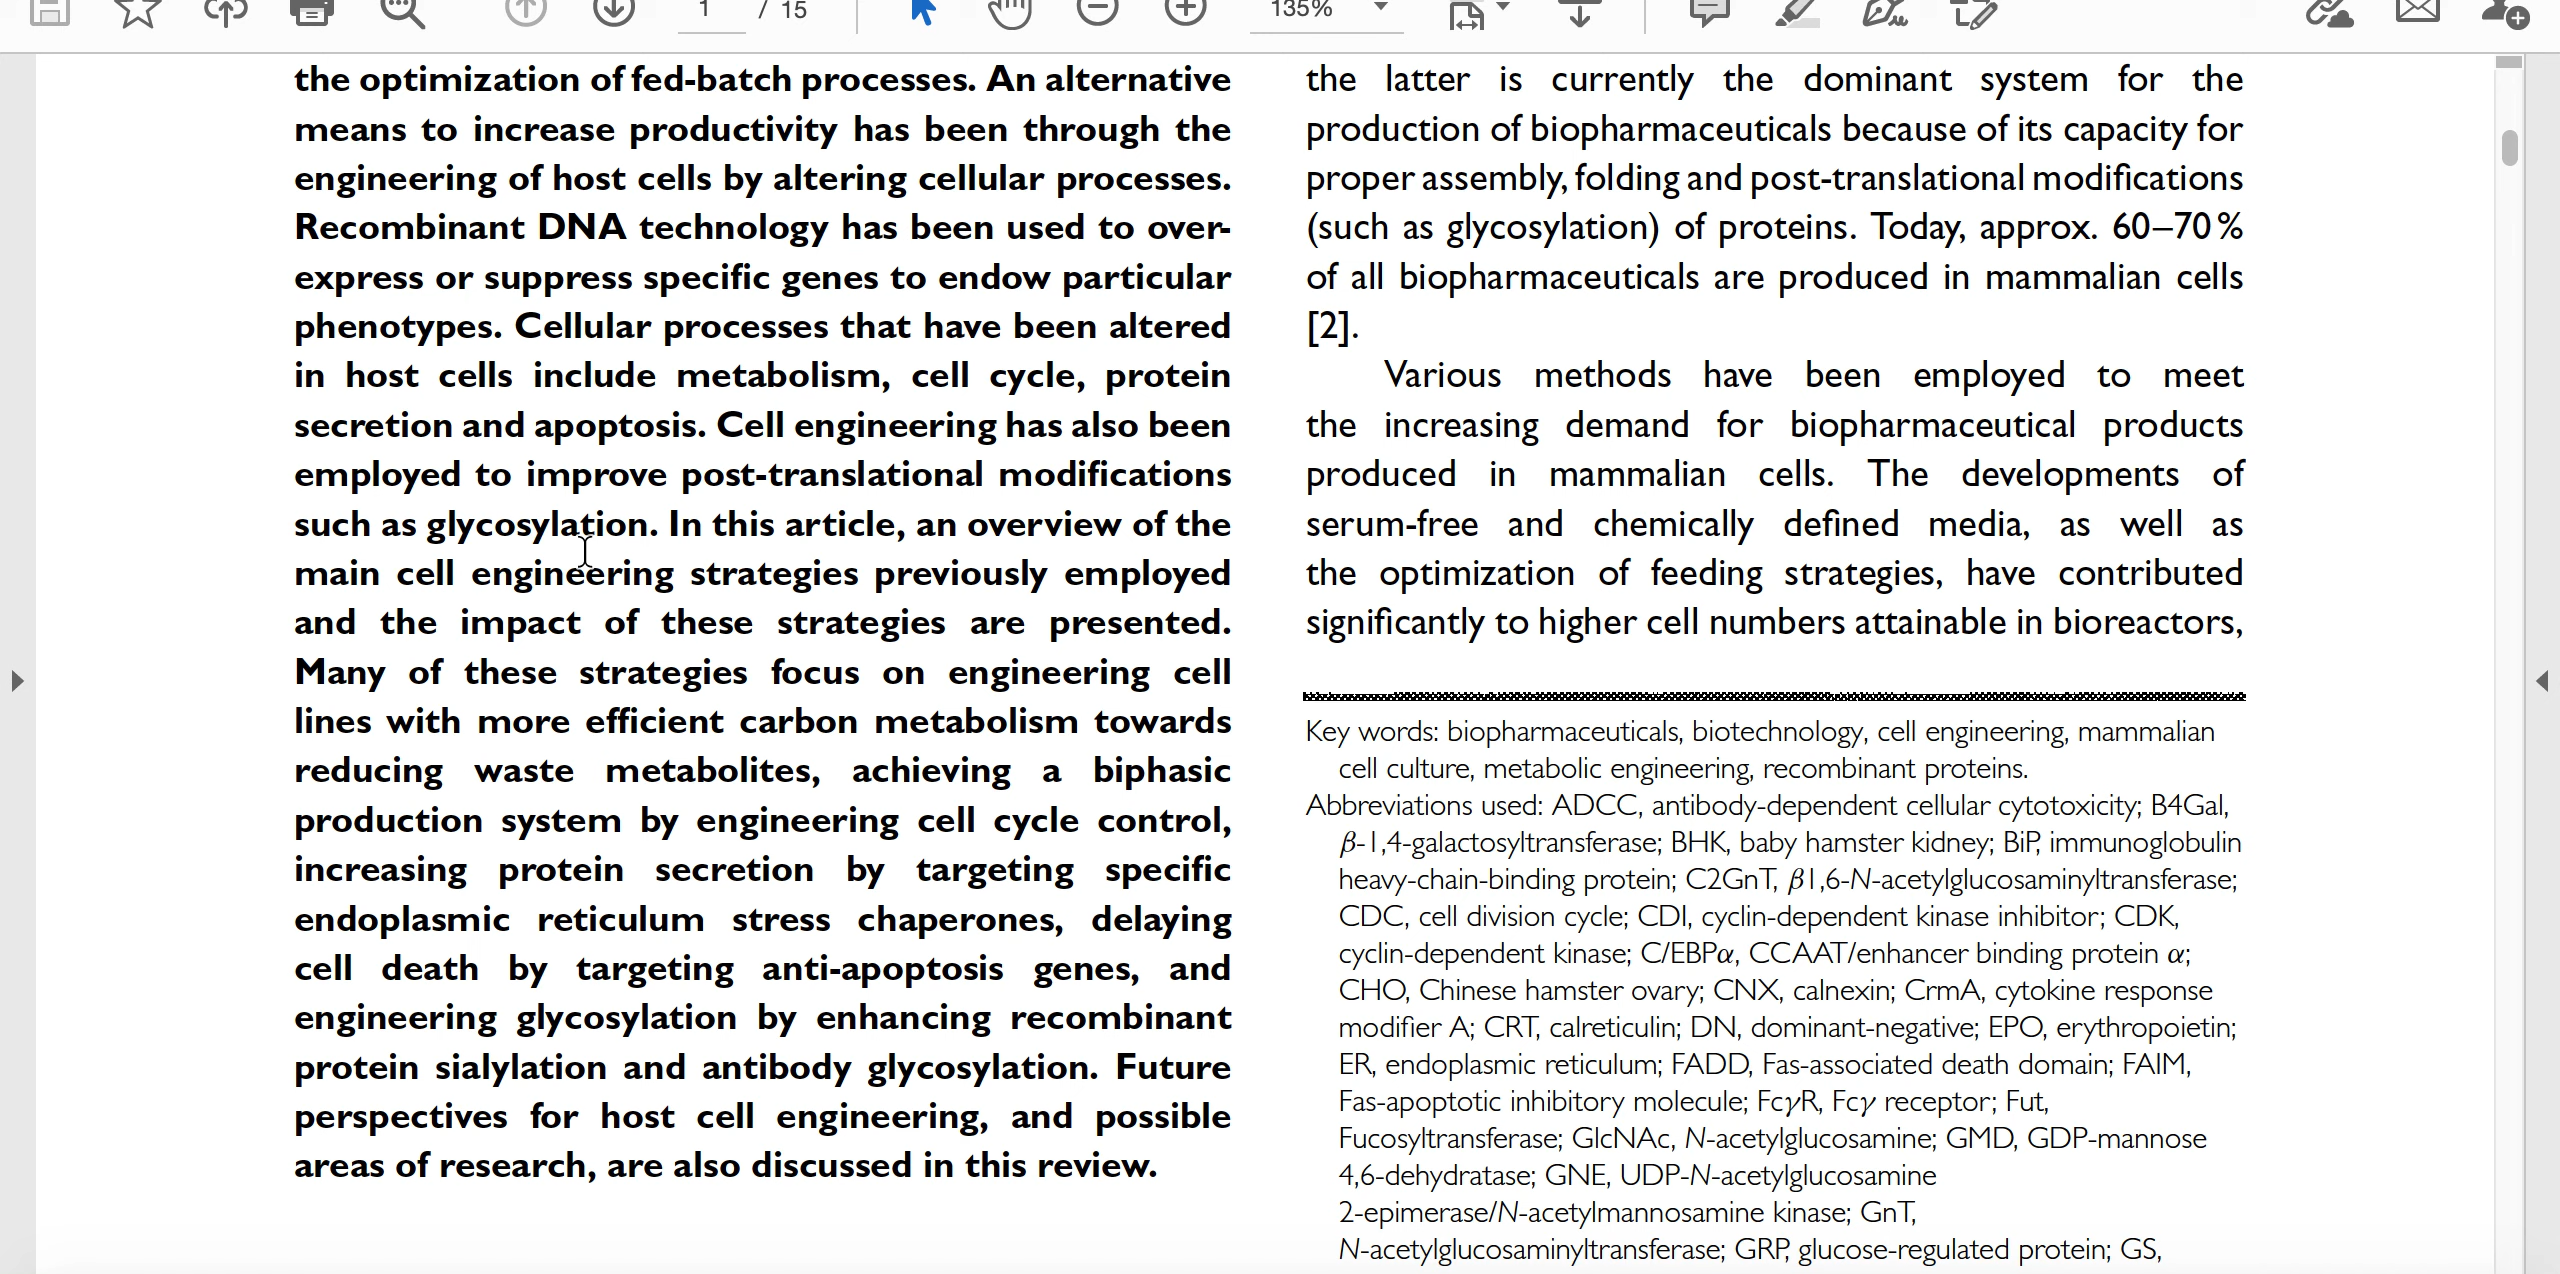 1 / 15
135%
the optimization of fed-batch processes. An alternative
means to increase productivity has been through the
engineering of host cells by altering cellular processes.
Recombinant DNA technology has been used to over-
express or suppress specific genes to endow particular
phenotypes. Cellular processes that have been altered
in host cells include metabolism, cell cycle, protein
secretion and apoptosis. Cell engineering has also been
employed to improve post-translational modifications
such as glycosylation. In this article, an overview of the
main cell engineering strategies previously employed
and the impact of these strategies are presented.
Many of these strategies focus on engineering cell
lines with more efficient carbon metabolism towards
reducing waste metabolites, achieving a biphasic
production system by engineering cell cycle control,
increasing protein secretion by targeting specific
endoplasmic reticulum stress chaperones, delaying
cell death by targeting anti-apoptosis genes, and
engineering glycosylation by enhancing recombinant
protein sialylation and antibody glycosylation. Future
perspectives for host cell engineering, and possible
areas of research, are also discussed in this review.
the latter is currently the dominant system for the
production of biopharmaceuticals because of its capacity for
proper assembly, folding and post-translational modifications
(such as glycosylation) of proteins. Today, approx. 60–70%
of all biopharmaceuticals are produced in mammalian cells
[2].
Various methods have been employed to meet
the increasing demand for biopharmaceutical products
produced in mammalian cells. The developments of
serum-free and chemically defined media, as well as
the optimization of feeding strategies, have contributed
significantly to higher cell numbers attainable in bioreactors,
Key words: biopharmaceuticals, biotechnology, cell engineering, mammalian
cell culture, metabolic engineering, recombinant proteins.
Abbreviations used: ADCC, antibody-dependent cellular cytotoxicity; B4Gal,
β-1,4-galactosyltransferase; BHK, baby hamster kidney; BiP, immunoglobulin
heavy-chain-binding protein; C2GnT, β1,6-N-acetylglucosaminyltransferase;
CDC, cell division cycle; CDI, cyclin-dependent kinase inhibitor; CDK,
cyclin-dependent kinase; C/EBPα, CCAAT/enhancer binding protein α;
CHO, Chinese hamster ovary; CNX, calnexin; CrmA, cytokine response
modifier A; CRT, calreticulin; DN, dominant-negative; EPO, erythropoietin;
ER, endoplasmic reticulum; FADD, Fas-associated death domain; FAIM,
Fas-apoptotic inhibitory molecule; FcγR, Fcγ receptor; Fut,
Fucosyltransferase; GlcNAc, N-acetylglucosamine; GMD, GDP-mannose
4,6-dehydratase; GNE, UDP-N-acetylglucosamine
2-epimerase/N-acetylmannosamine kinase; GnT,
N-acetylglucosaminyltransferase; GRP, glucose-regulated protein; GS,